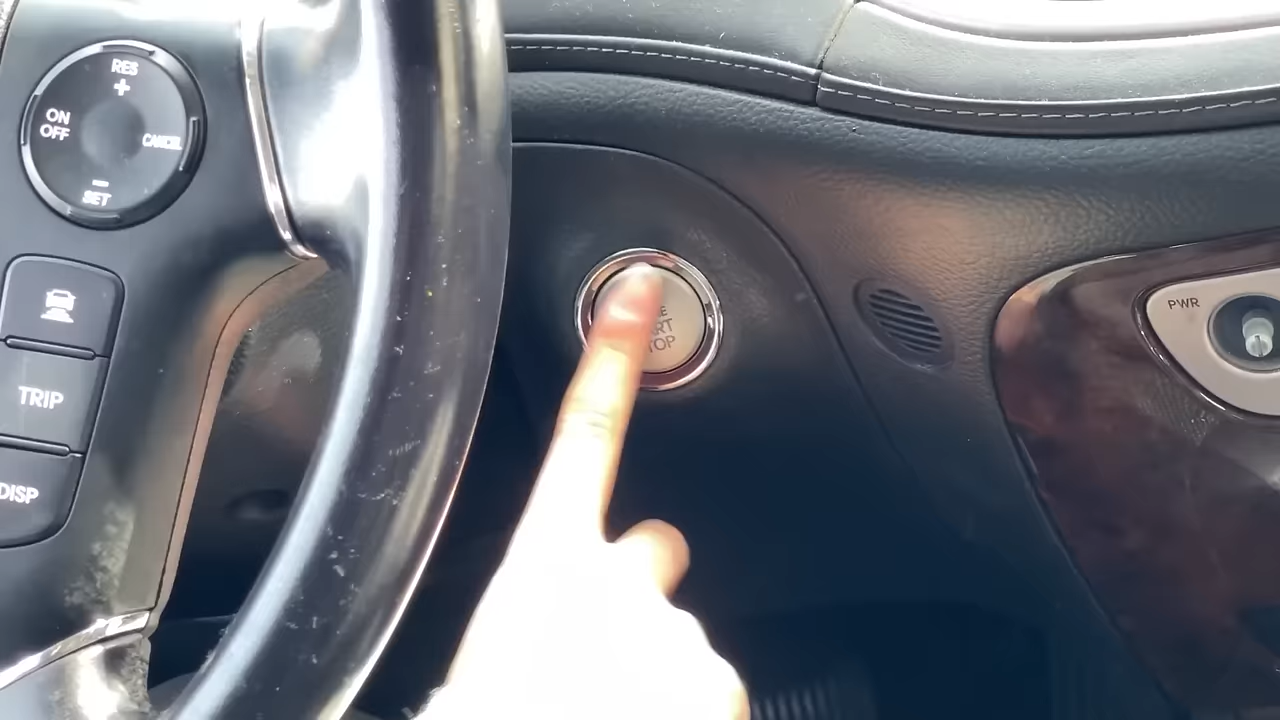 RES
+
ON
OFF
CANCEL
-
SET
TRIP
DISP
PWR